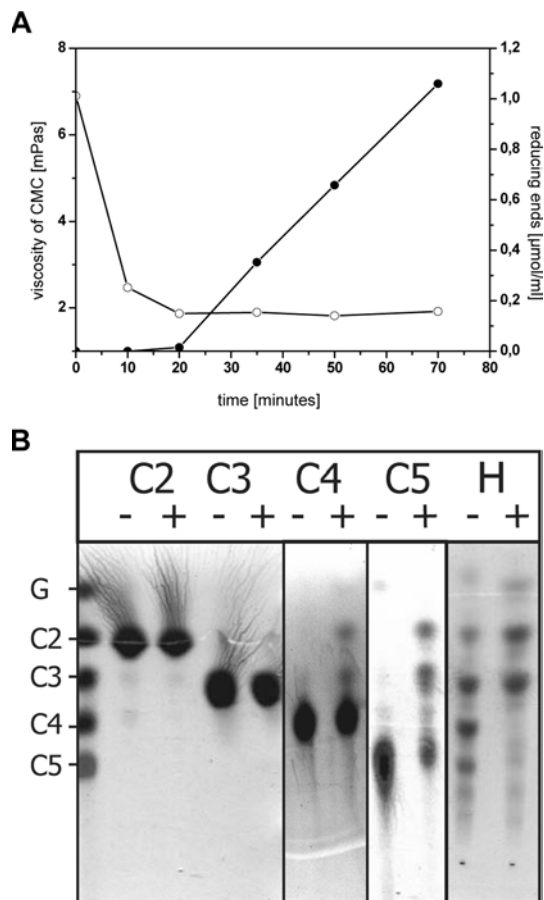 A
viscosity of CMC [mPas]
8
6
4
2
0 10 20 30 40 50 60 70 80
time [minutes]
1,2
1,0
0,8
0,6
0,4
0,2
0,0
reducing ends [µmol/ml]
B
C2 C3 C4 C5 H
- + - + - + - + - +
G
C2
C3
C4
C5